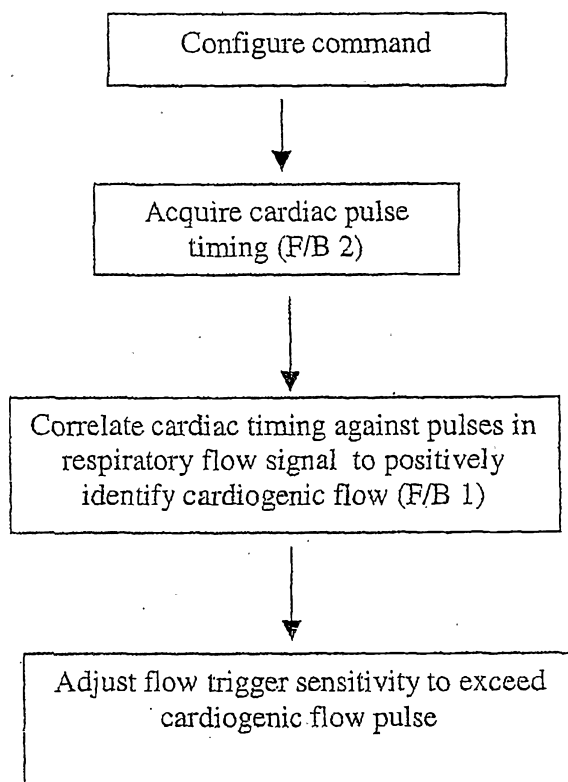 Configure command
Acquire cardiac pulse
timing (F/B 2)
Correlate cardiac timing against pulses in
respiratory flow signal to positively
identify cardiogenic flow (F/B 1)
Adjust flow trigger sensitivity to exceed
cardiogenic flow pulse